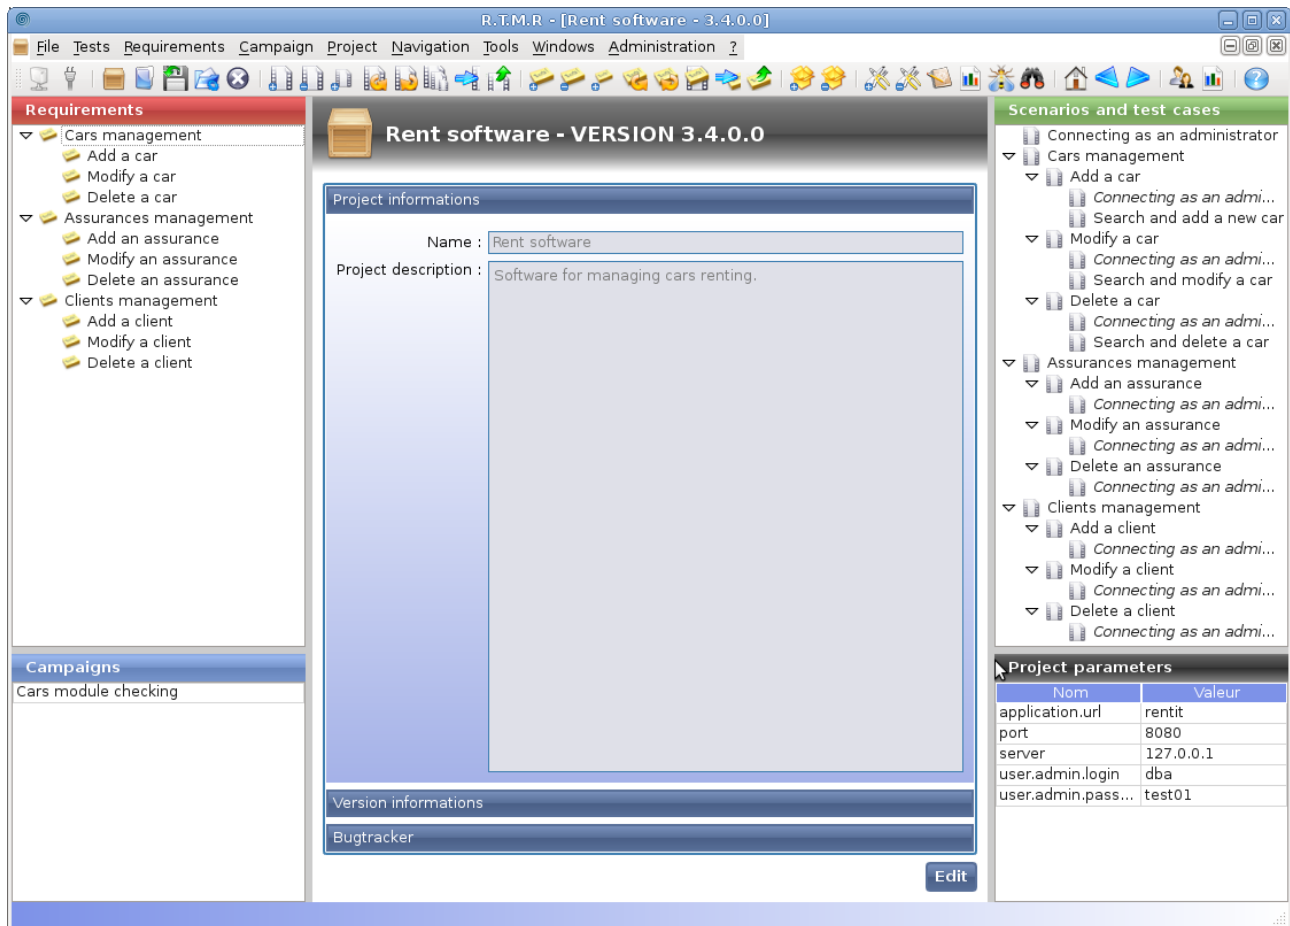 R.T.M.R - [Rent software - 3.4.0.0]
File Tests Requirements Campaign Project Navigation Tools Windows Administration ?
Requirements
Cars management
Add a car
Modify a car
Delete a car
Assurances management
Add an assurance
Modify an assurance
Delete an assurance
Clients management
Add a client
Modify a client
Delete a client
Campaigns
Cars module checking
Rent software - VERSION 3.4.0.0
Project informations
Name : Rent software
Project description : Software for managing cars renting.
Version informations
Bugtracker
Edit
Scenarios and test cases
Connecting as an administrator
Cars management
Add a car
Connecting as an admi...
Search and add a new car
Modify a car
Connecting as an admi...
Search and modify a car
Delete a car
Connecting as an admi...
Search and delete a car
Assurances management
Add an assurance
Connecting as an admi...
Modify an assurance
Connecting as an admi...
Delete an assurance
Connecting as an admi...
Clients management
Add a client
Connecting as an admi...
Modify a client
Connecting as an admi...
Delete a client
Connecting as an admi...
Project parameters
Nom Valeur
application.url rentit
port 8080
server 127.0.0.1
user.admin.login dba
user.admin.pass... test01